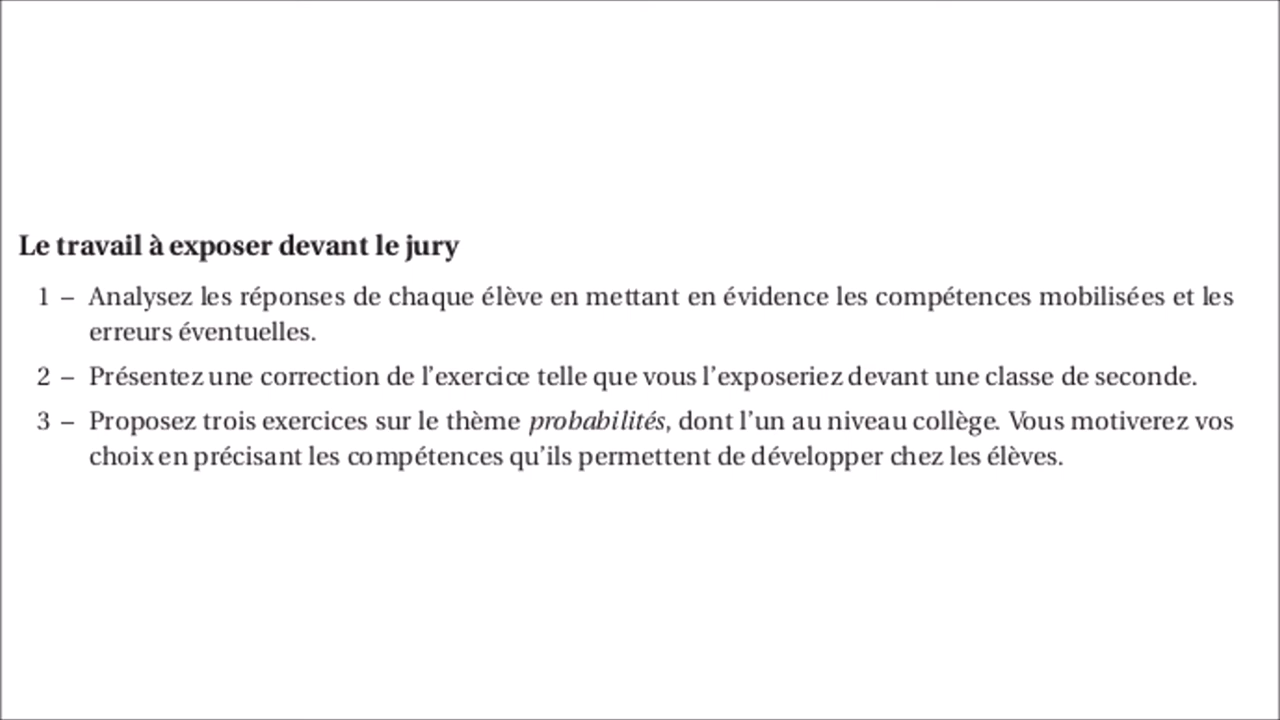 Le travail à exposer devant le jury
1 – Analysez les réponses de chaque élève en mettant en évidence les compétences mobilisées et les
erreurs éventuelles.
2 – Présentez une correction de l'exercice telle que vous l'exposeriez devant une classe de seconde.
3 – Proposez trois exercices sur le thème probabilités, dont l'un au niveau collège. Vous motiverez vos
choix en précisant les compétences qu'ils permettent de développer chez les élèves.